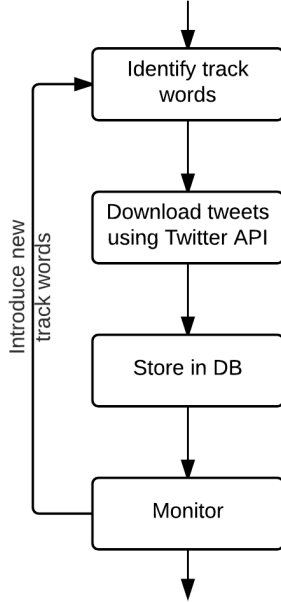 Identify track
words
Download tweets
using Twitter API
Introduce new
track words
Store in DB
Monitor